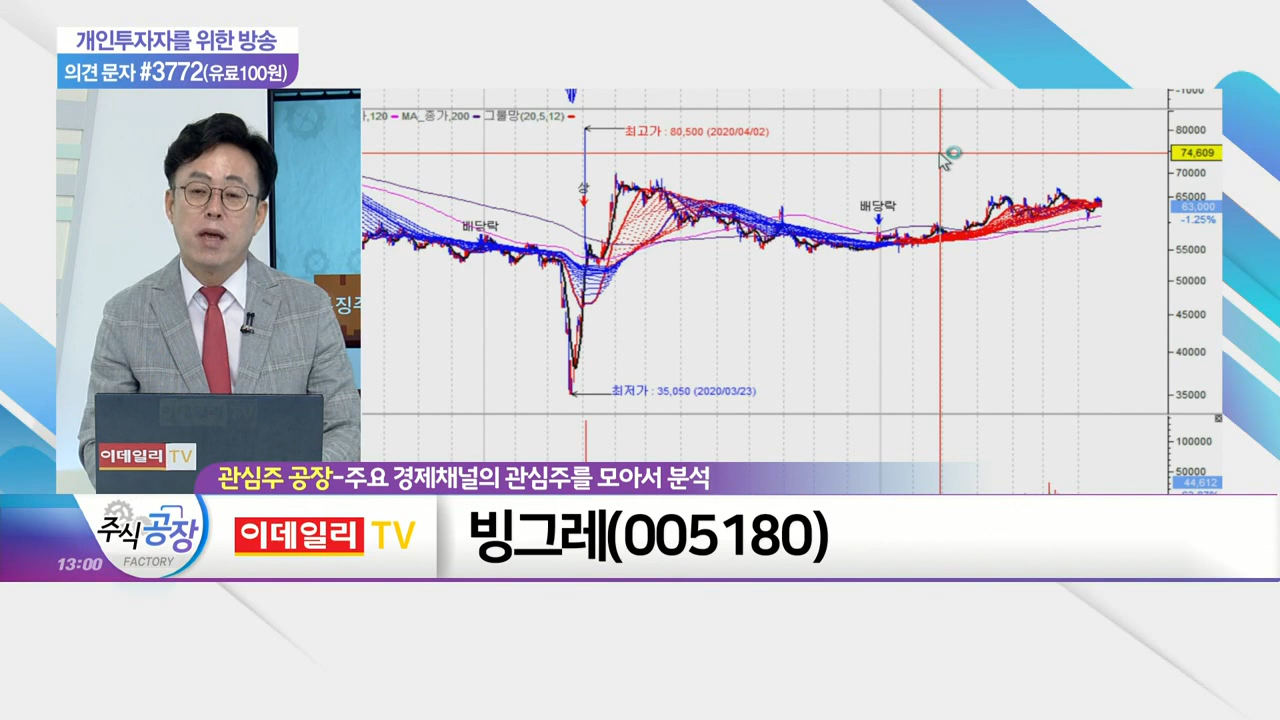 개인투자자를 위한 방송
의견 문자 #3772(유료100원)
,120 MA_종가,200 그물망(20,5,12)
최고가 : 80,500 (2020/04/02)
상
배당락
배당락
최저가 : 35,050 (2020/03/23)
-1000
80000
74,609
70000
65000
63,000
-1.25%
55000
50000
45000
40000
35000
100000
50000
44,612
징주
이데일리 TV
관심주 공장-주요 경제채널의 관심주를 모아서 분석
주식공장
FACTORY
13:00
이데일리 TV
빙그레(005180)